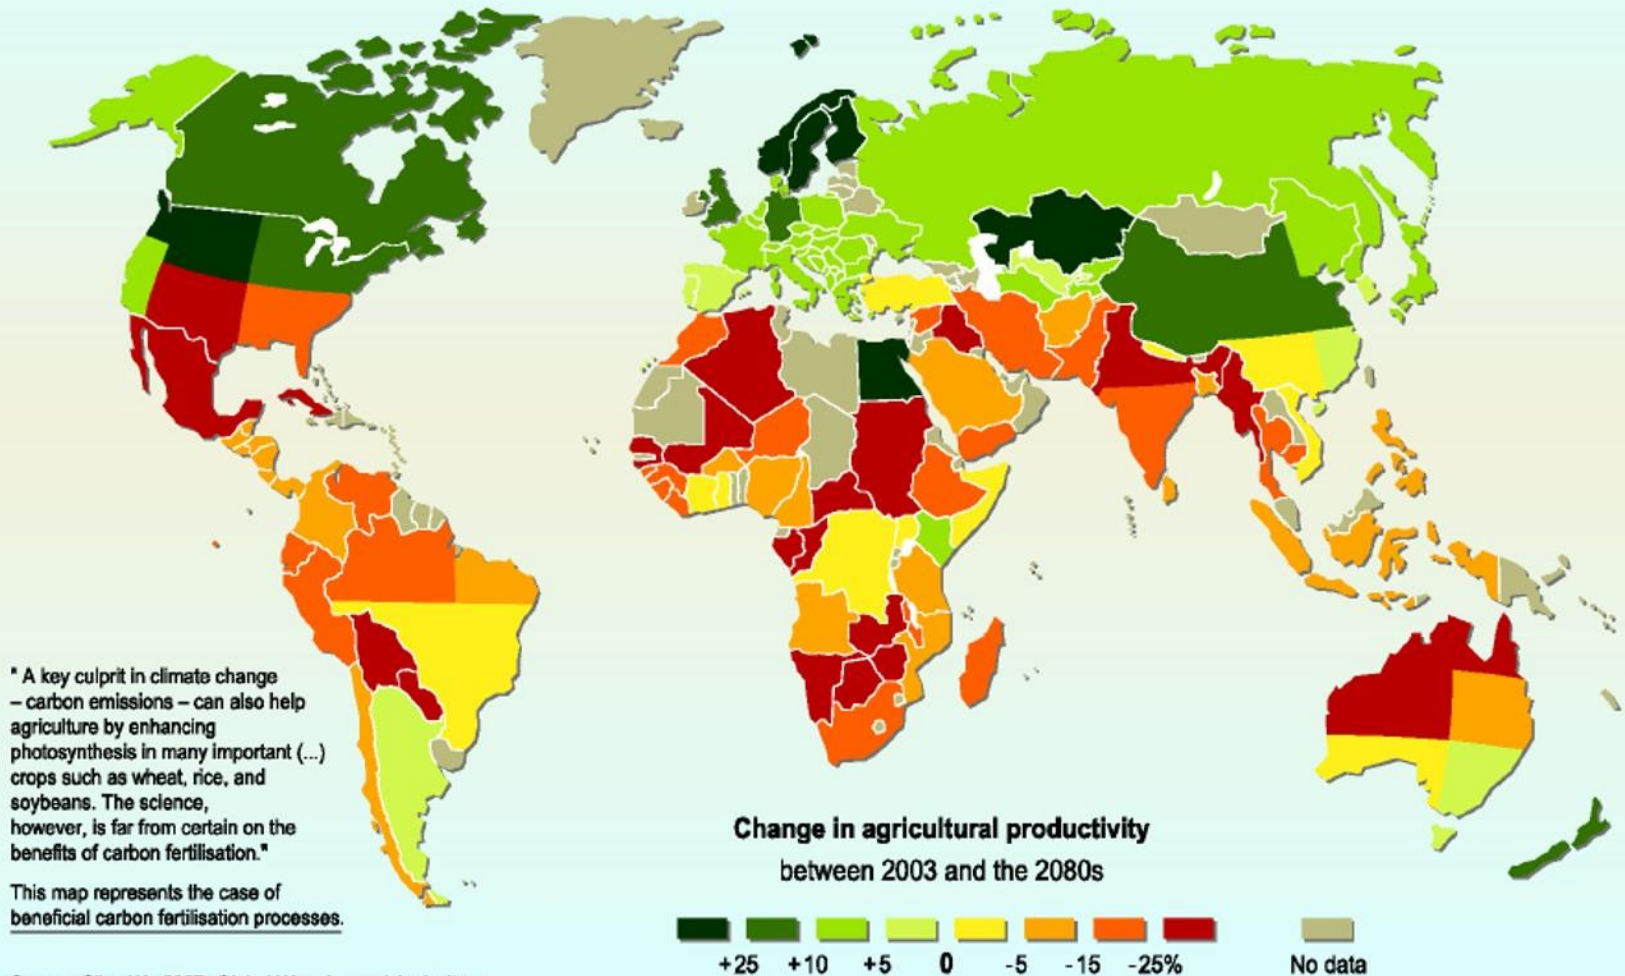 " A key culprit in climate change
– carbon emissions – can also help
agriculture by enhancing
photosynthesis in many important (...)
crops such as wheat, rice, and
soybeans. The science,
however, is far from certain on the
benefits of carbon fertilisation."
This map represents the case of
beneficial carbon fertilisation processes.
Change in agricultural productivity
between 2003 and the 2080s
+25 +10 +5 0 -5 -15 -25% No data